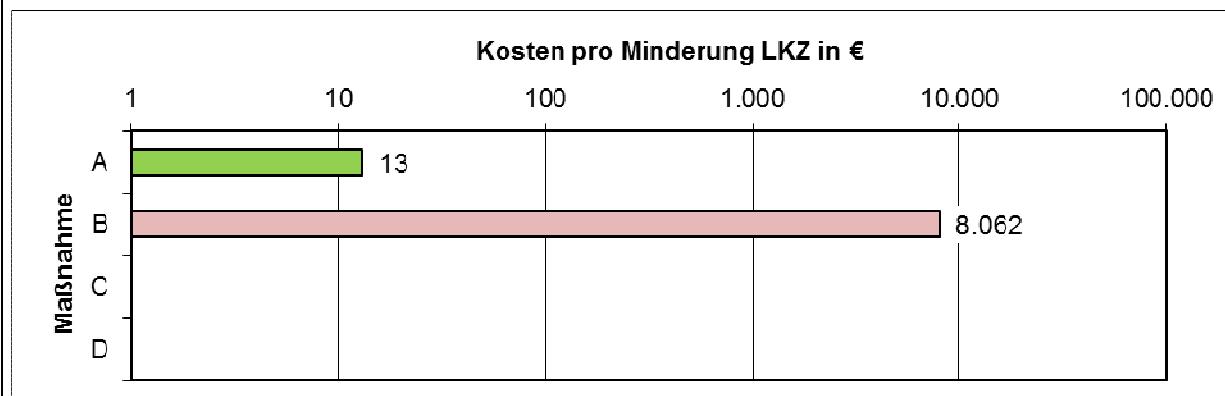 Kosten pro Minderung LKZ in €
1 10 100 1.000 10.000 100.000
Maßnahme
A 13
B 8.062
C
D